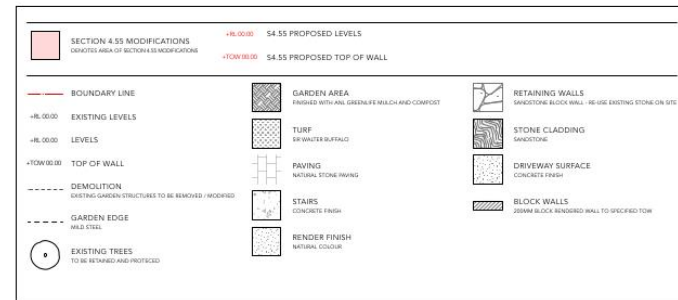 SECTION 4.55 MODIFICATIONS
DENOTES AREA OF SECTION 4.55 MODIFICATIONS
+RL 00.00 S4.55 PROPOSED LEVELS
+TOW 00.00 S4.55 PROPOSED TOP OF WALL
BOUNDARY LINE
+RL 00.00 EXISTING LEVELS
+RL 00.00 LEVELS
+TOW 00.00 TOP OF WALL
DEMOLITION
EXISTING GARDEN STRUCTURES TO BE REMOVED / MODIFIED
GARDEN EDGE
MILD STEEL
EXISTING TREES
TO BE RETAINED AND PROTECED
GARDEN AREA
FINISHED WITH ANL GREENLIFE MULCH AND COMPOST
TURF
SIR WALTER BUFFALO
PAVING
NATURAL STONE PAVING
STAIRS
CONCRETE FINISH
RENDER FINISH
NATURAL COLOUR
RETAINING WALLS
SANDSTONE BLOCK WALL - RE-USE EXISTING STONE ON SITE
STONE CLADDING
SANDSTONE
DRIVEWAY SURFACE
CONCRETE FINISH
BLOCK WALLS
200MM BLOCK RENDERED WALL TO SPECIFIED TOW